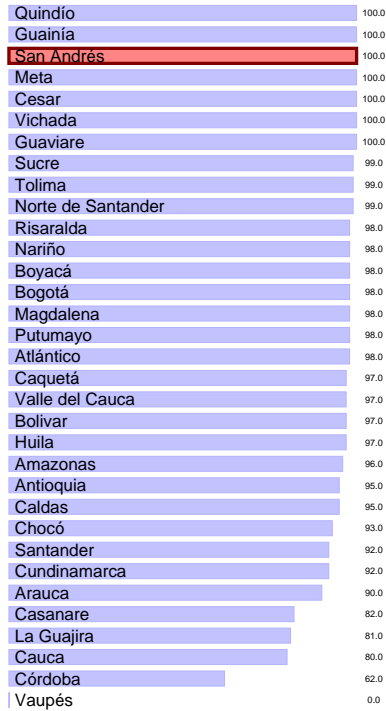 Quindío 100.0
Guainía 100.0
San Andrés 100.0
Meta 100.0
Cesar 100.0
Vichada 100.0
Guaviare 100.0
Sucre 99.0
Tolima 99.0
Norte de Santander 99.0
Risaralda 98.0
Nariño 98.0
Boyacá 98.0
Bogotá 98.0
Magdalena 98.0
Putumayo 98.0
Atlántico 98.0
Caquetá 97.0
Valle del Cauca 97.0
Bolivar 97.0
Huila 97.0
Amazonas 96.0
Antioquia 95.0
Caldas 95.0
Chocó 93.0
Santander 92.0
Cundinamarca 92.0
Arauca 90.0
Casanare 82.0
La Guajira 81.0
Cauca 80.0
Córdoba 62.0
Vaupés 0.0